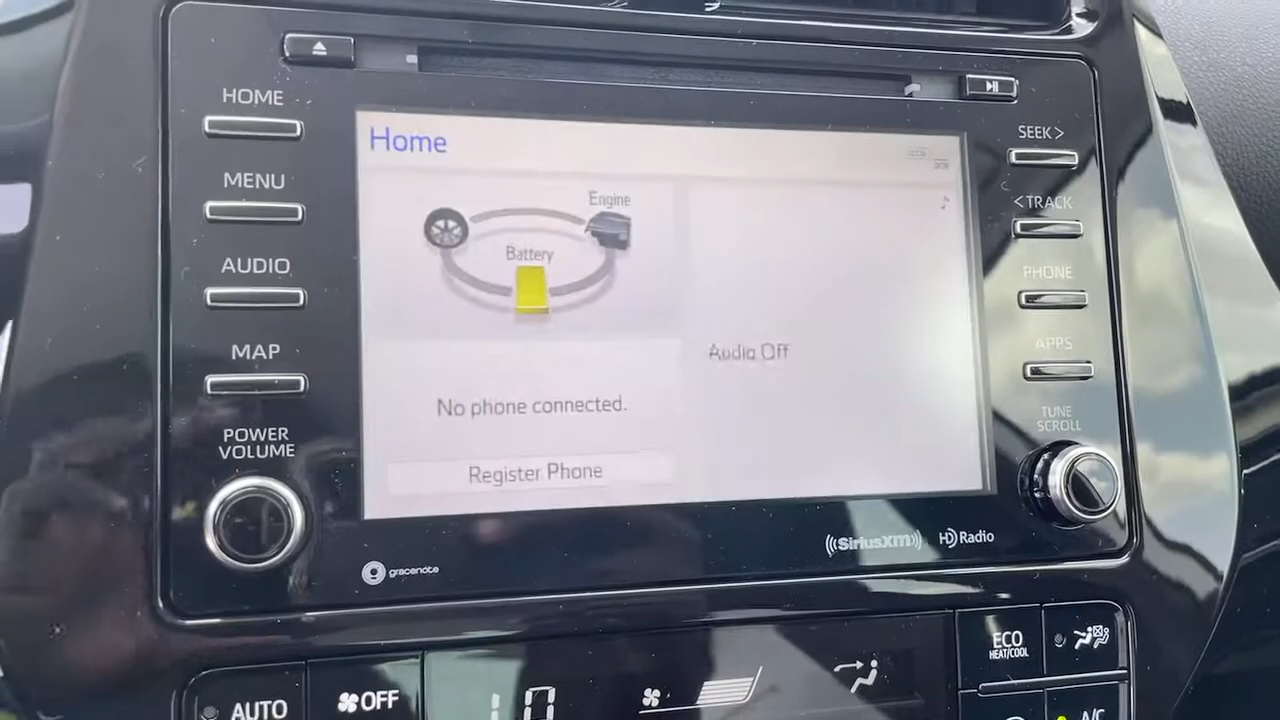 HOME
MENU
AUDIO
MAP
POWER
VOLUME
Home
Engine
Battery
No phone connected.
Register Phone
Audio Off
SEEK >
< TRACK
PHONE
APPS
TUNE
SCROLL
gracenote
((SiriusXM))
HD Radio
AUTO
OFF
ECO
HEAT/COOL
A/C